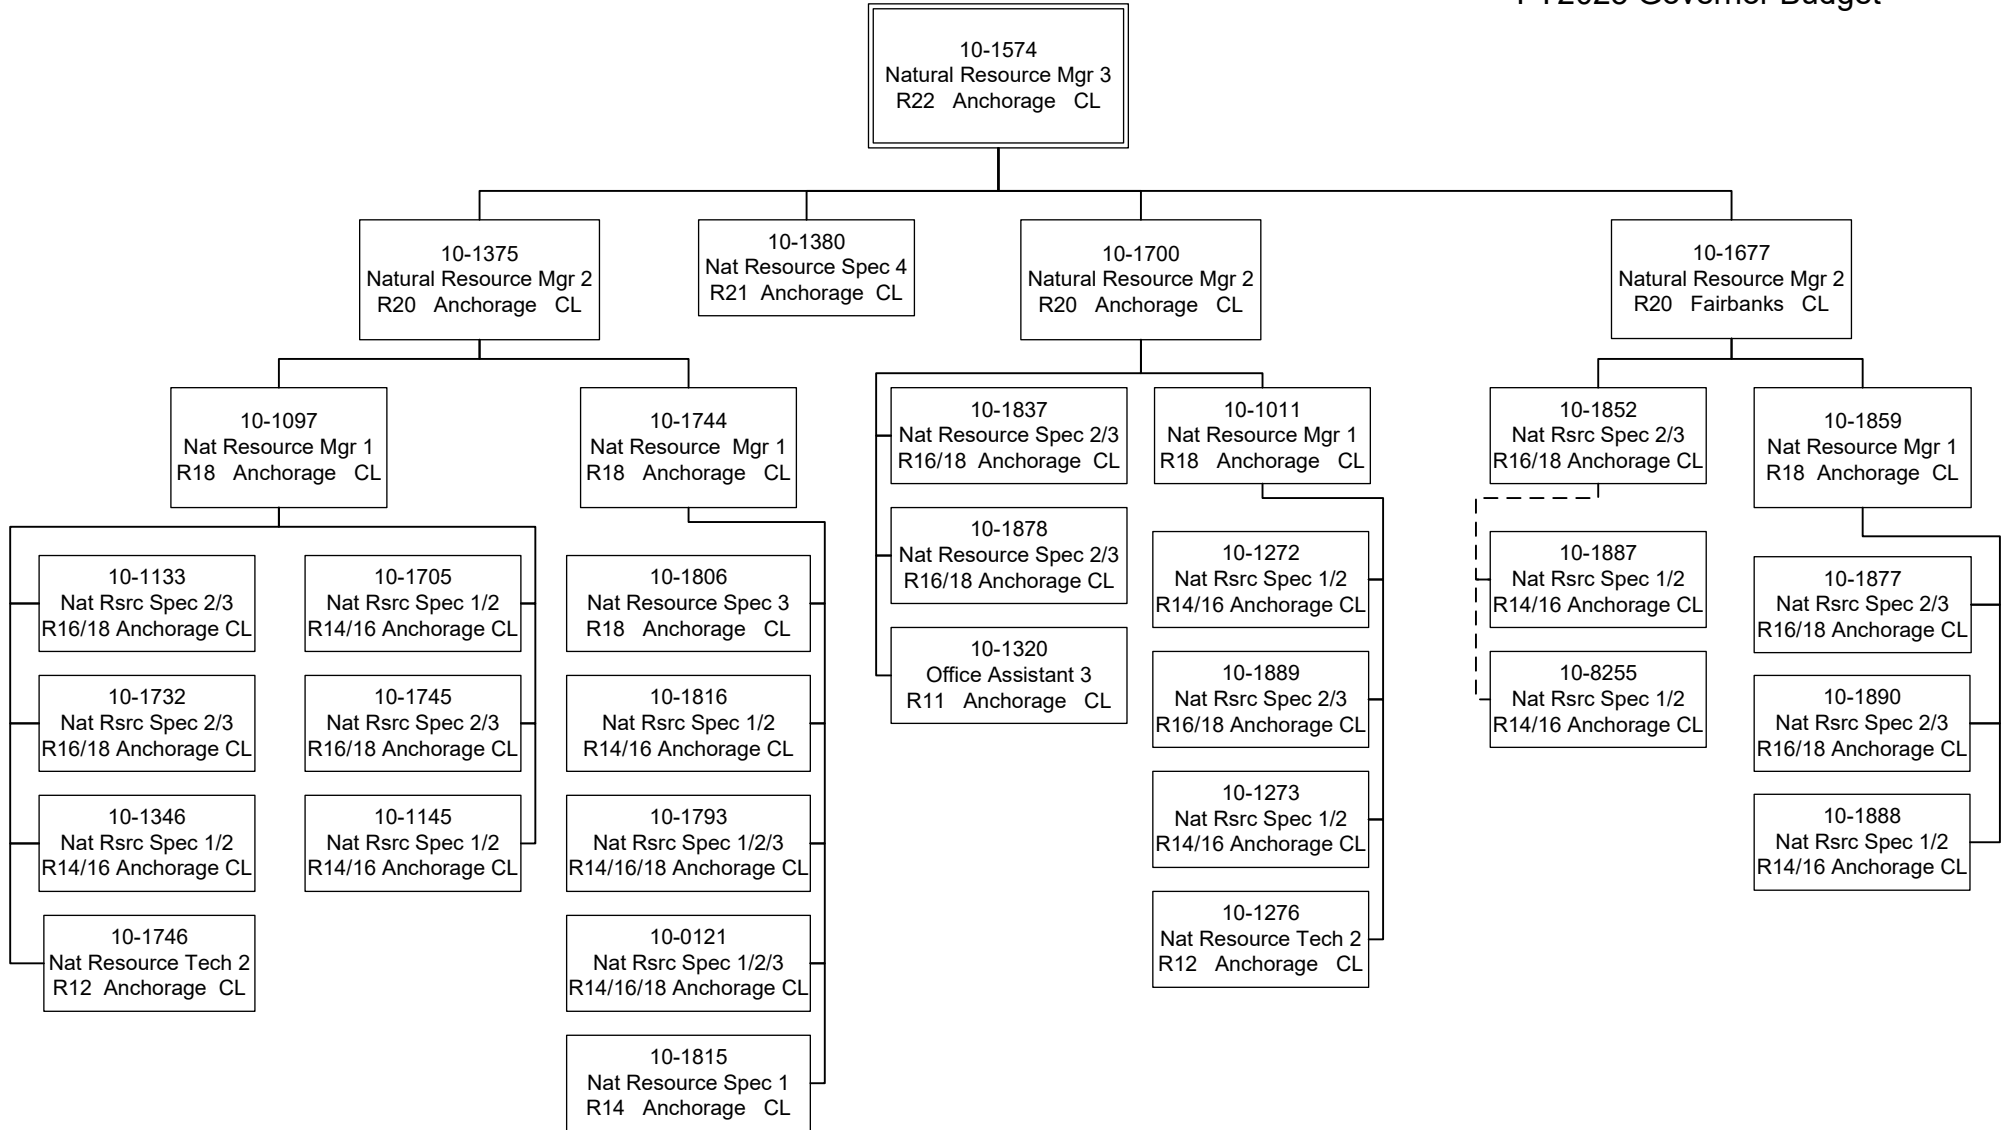 Governor Budget
10-1574
Natural Resource Mgr 3
R22 Anchorage CL
10-1375
Natural Resource Mgr 2
R20 Anchorage CL
10-1380
Nat Resource Spec 4
R21 Anchorage CL
10-1700
Natural Resource Mgr 2
R20 Anchorage CL
10-1677
Natural Resource Mgr 2
R20 Fairbanks CL
10-1097
Nat Resource Mgr 1
R18 Anchorage CL
10-1744
Nat Resource Mgr 1
R18 Anchorage CL
10-1837
Nat Resource Spec 2/3
R16/18 Anchorage CL
10-1011
Nat Resource Mgr 1
R18 Anchorage CL
10-1852
Nat Rsrc Spec 2/3
R16/18 Anchorage CL
10-1859
Nat Resource Mgr 1
R18 Anchorage CL
10-1133
Nat Rsrc Spec 2/3
R16/18 Anchorage CL
10-1705
Nat Rsrc Spec 1/2
R14/16 Anchorage CL
10-1806
Nat Resource Spec 3
R18 Anchorage CL
10-1878
Nat Resource Spec 2/3
R16/18 Anchorage CL
10-1272
Nat Rsrc Spec 1/2
R14/16 Anchorage CL
10-1887
Nat Rsrc Spec 1/2
R14/16 Anchorage CL
10-1877
Nat Rsrc Spec 2/3
R16/18 Anchorage CL
10-1732
Nat Rsrc Spec 2/3
R16/18 Anchorage CL
10-1745
Nat Rsrc Spec 2/3
R16/18 Anchorage CL
10-1816
Nat Rsrc Spec 1/2
R14/16 Anchorage CL
10-1320
Office Assistant 3
R11 Anchorage CL
10-1889
Nat Rsrc Spec 2/3
R16/18 Anchorage CL
10-8255
Nat Rsrc Spec 1/2
R14/16 Anchorage CL
10-1890
Nat Rsrc Spec 2/3
R16/18 Anchorage CL
10-1346
Nat Rsrc Spec 1/2
R14/16 Anchorage CL
10-1145
Nat Rsrc Spec 1/2
R14/16 Anchorage CL
10-1793
Nat Rsrc Spec 1/2/3
R14/16/18 Anchorage CL
10-1273
Nat Rsrc Spec 1/2
R14/16 Anchorage CL
10-1888
Nat Rsrc Spec 1/2
R14/16 Anchorage CL
10-1746
Nat Resource Tech 2
R12 Anchorage CL
10-0121
Nat Rsrc Spec 1/2/3
R14/16/18 Anchorage CL
10-1276
Nat Resource Tech 2
R12 Anchorage CL
10-1815
Nat Resource Spec 1
R14 Anchorage CL